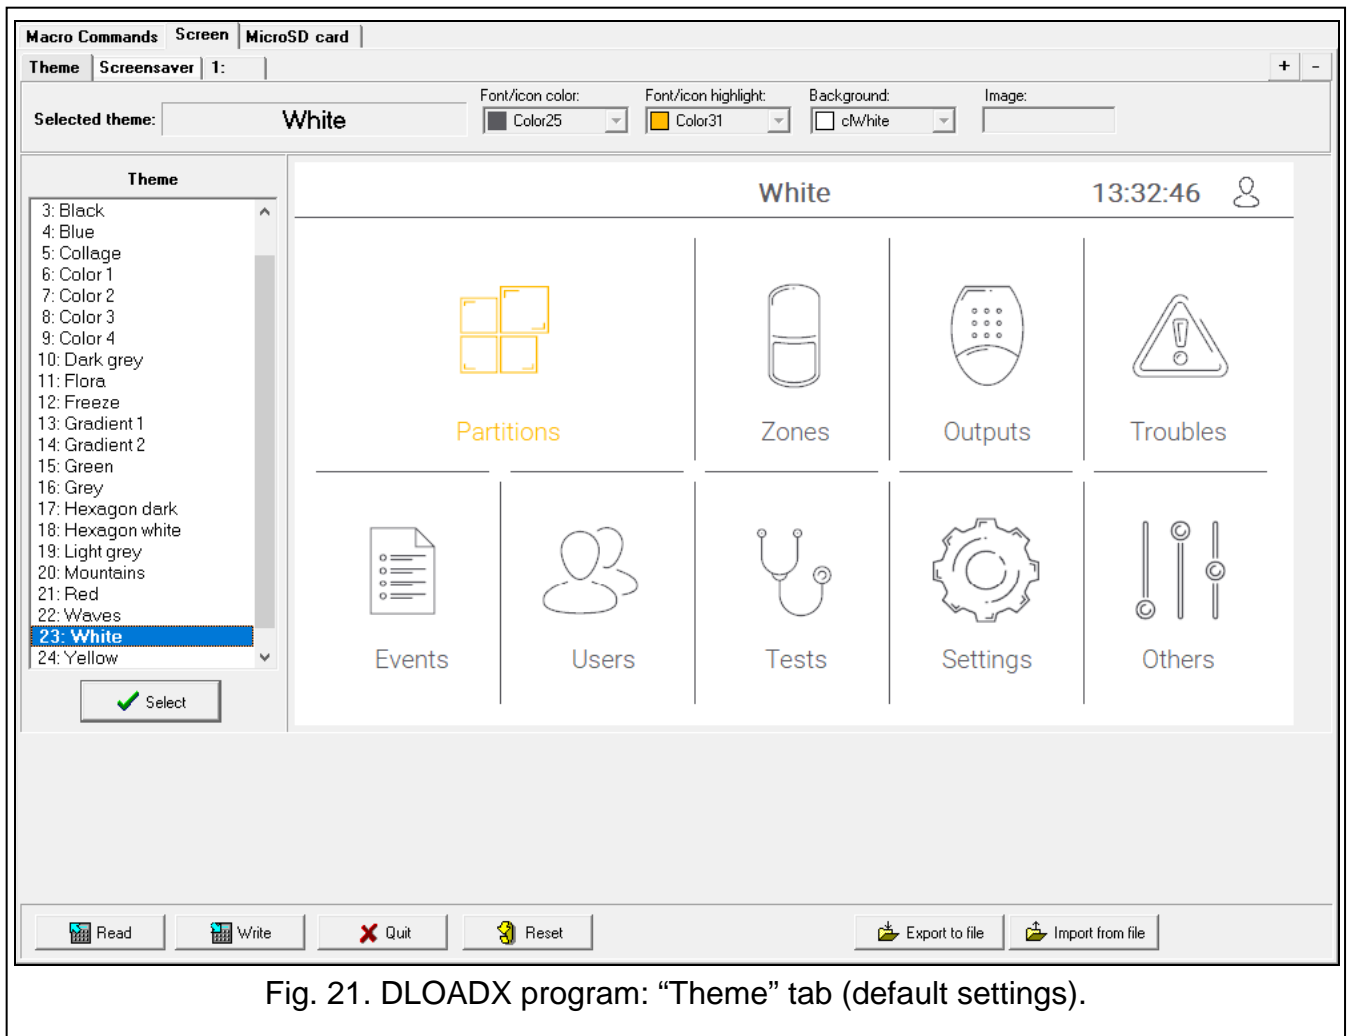 Macro Commands Screen MicroSD card
Theme Screensaver 1: + -
Font/icon color: Font/icon highlight: Background: Image:
Selected theme: White Color25 Color31 clWhite
Theme
3: Black
4: Blue
5: Collage
6: Color 1
7: Color 2
8: Color 3
9: Color 4
10: Dark grey
11: Flora
12: Freeze
13: Gradient 1
14: Gradient 2
15: Green
16: Grey
17: Hexagon dark
18: Hexagon white
19: Light grey
20: Mountains
21: Red
22: Waves
23: White
24: Yellow
Select
White 13:32:46
Partitions Zones Outputs Troubles
Events Users Tests Settings Others
Read Write Quit Reset Export to file Import from file
Fig. 21. DLOADX program: “Theme” tab (default settings).